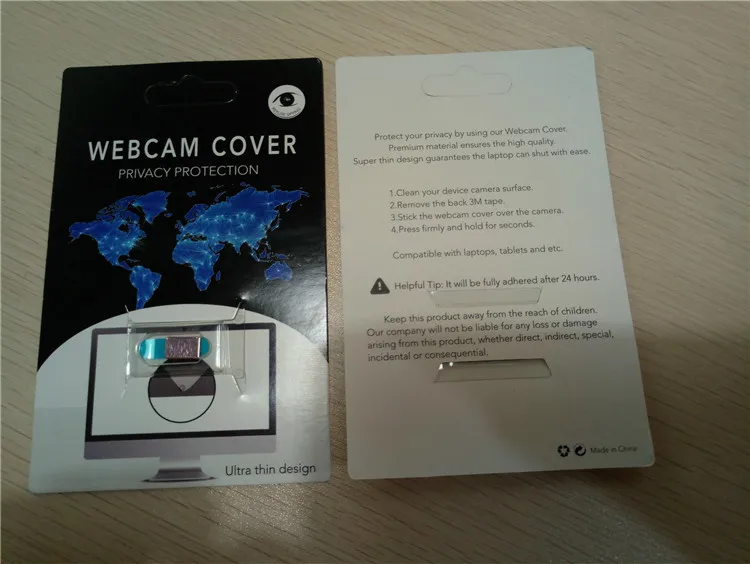 WEBCAM COVER
PRIVACY PROTECTION
Ultra thin design
Protect your privacy by using our Webcam Cover.
Premium material ensures the high quality.
Super thin design guarantees the laptop can shut with ease.
1.Clean your device camera surface.
2.Remove the back 3M tape.
3.Stick the webcam cover over the camera.
4.Press firmly and hold for seconds.
Compatible with laptops, tablets and etc.
Helpful Tip: It will be fully adhered after 24 hours.
Keep this product away from the reach of children.
Our company will not be liable for any loss or damage
arising from this product, whether direct, indirect, special,
incidental or consequential.
Made in China